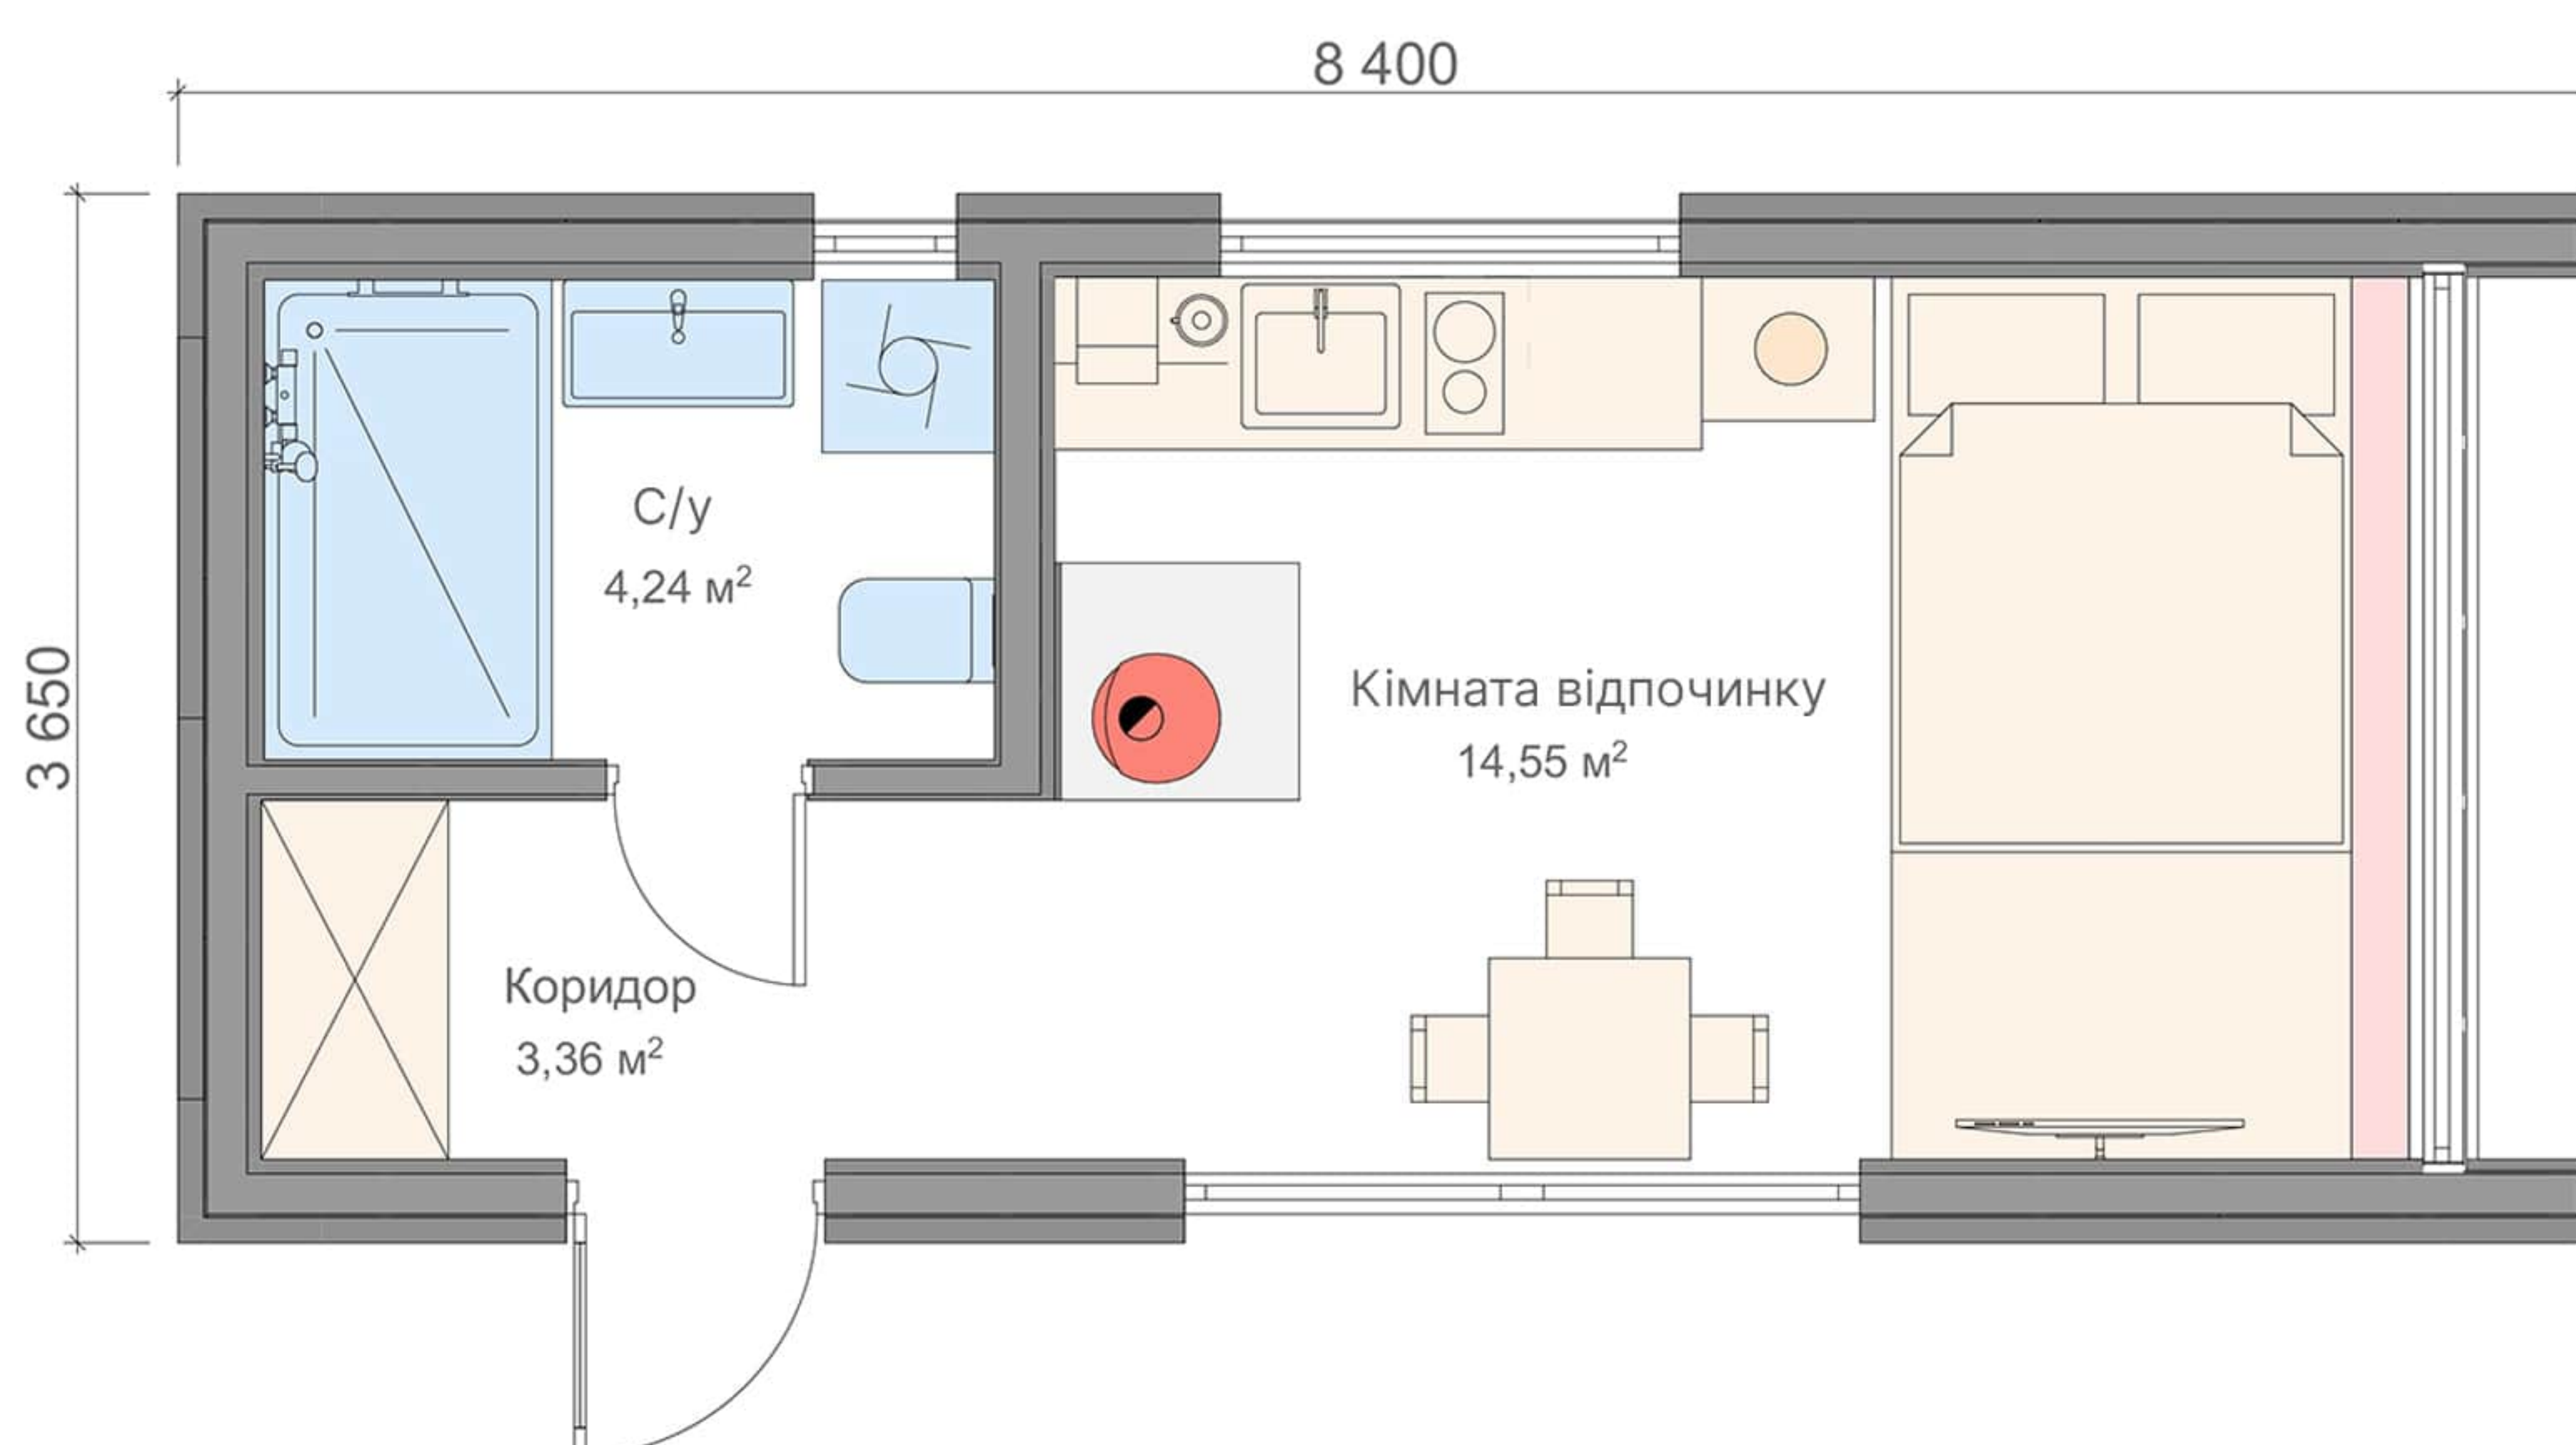 8 400
3 650
С/у
4,24 м²
Кімната відпочинку
14,55 м²
Коридор
3,36 м²